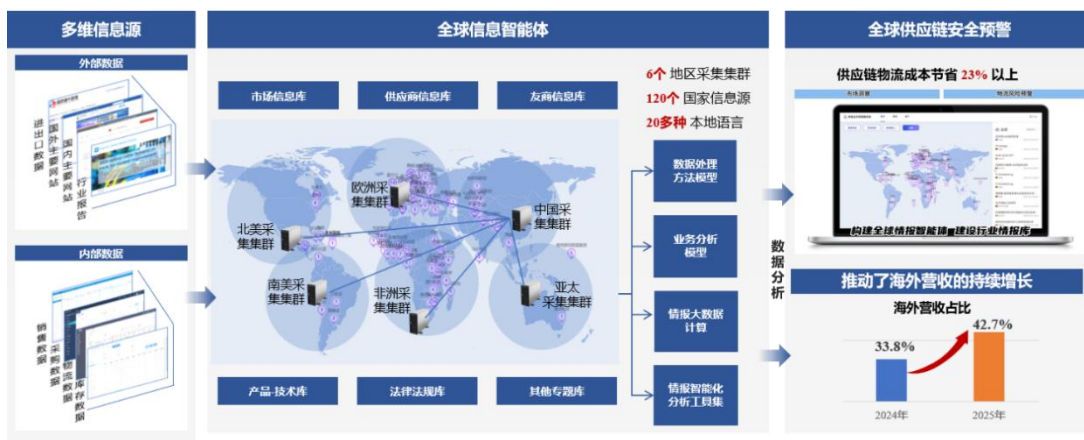 多维信息源
外部数据
进出口数据
国外主要网站
国内主要网站
行业报告
内部数据
销售数据
采购数据
物流数据
库存数据
全球信息智能体
市场信息库
供应商信息库
友商信息库
6个 地区采集集群
120个 国家信息源
20多种 本地语言
欧洲采
集集群
北美采
集集群
中国采
集集群
南美采
集集群
非洲采
集集群
亚太
采集集群
产品-技术库
法律法规库
其他专题库
数据处理
方法模型
业务分析
模型
情报大数据
计算
情报智能化
分析工具集
数据分析
全球供应链安全预警
供应链物流成本节省 23% 以上
物流风险预警
构建全球情报智能体 建设行业情报库
推动了海外营收的持续增长
海外营收占比
33.8%
42.7%
2024年
2025年